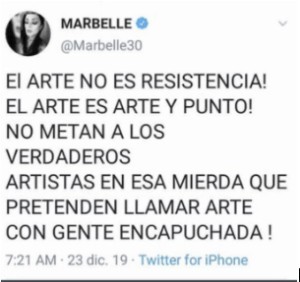 MARBELLE
@Marbelle30
El ARTE NO ES RESISTENCIA!
EL ARTE ES ARTE Y PUNTO!
NO METAN A LOS
VERDADEROS
ARTISTAS EN ESA MIERDA QUE
PRETENDEN LLAMAR ARTE
CON GENTE ENCAPUCHADA !
7:21 AM · 23 dic. 19 · Twitter for iPhone